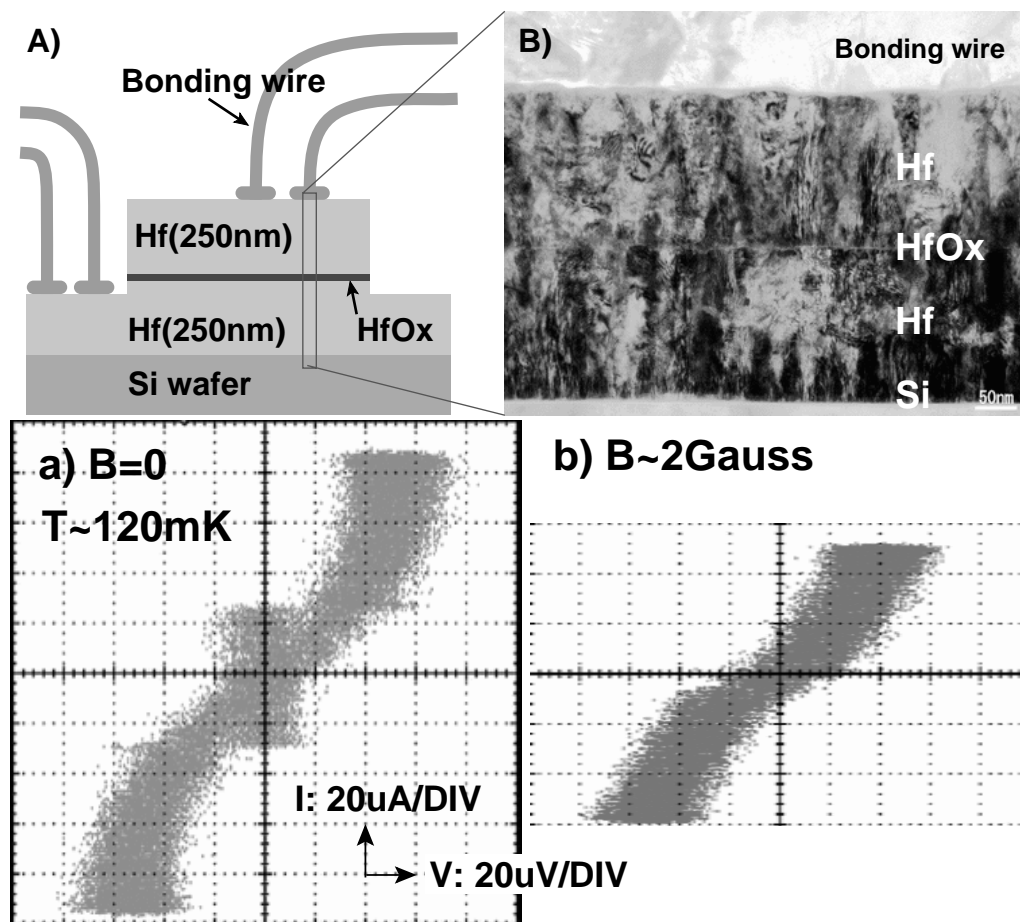 A)
Bonding wire
Hf(250nm)
HfOx
Hf(250nm)
Si wafer
B)
Bonding wire
Hf
HfOx
Hf
Si
50nm
a) B=0
T~120mK
I: 20uA/DIV
V: 20uV/DIV
b) B~2Gauss